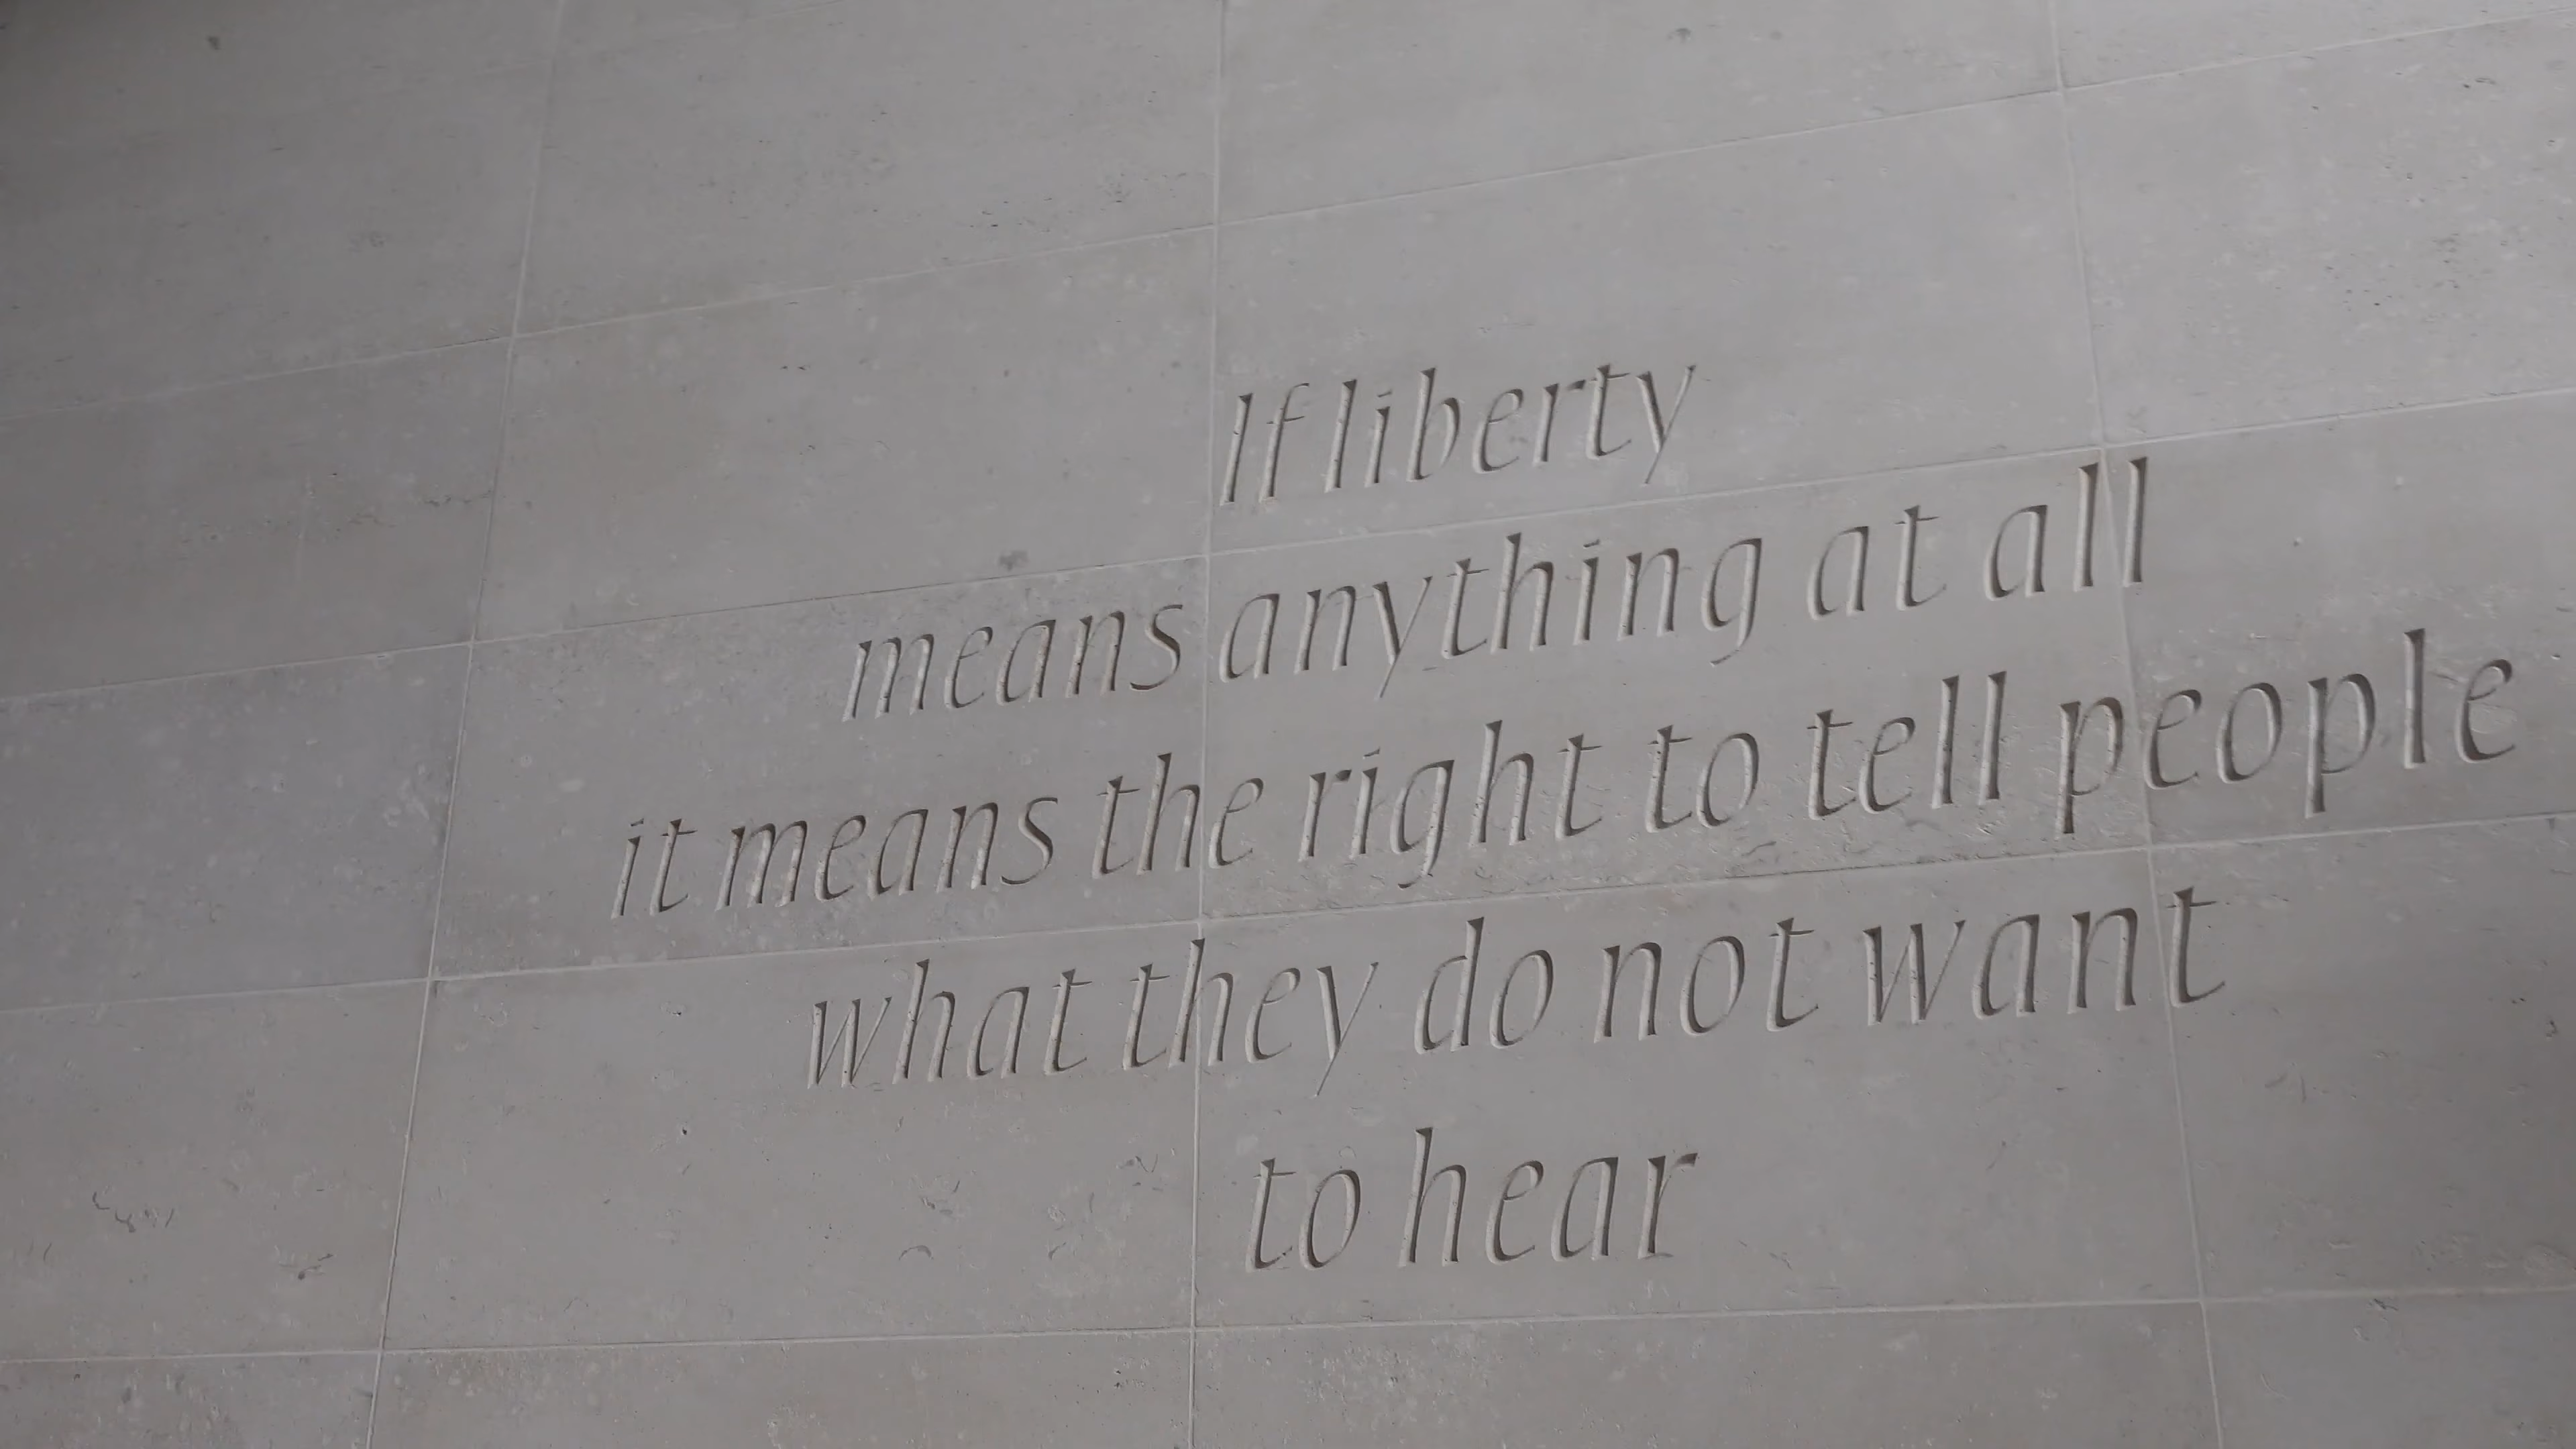 If liberty
means anything at all
it means the right to tell people
what they do not want
to hear